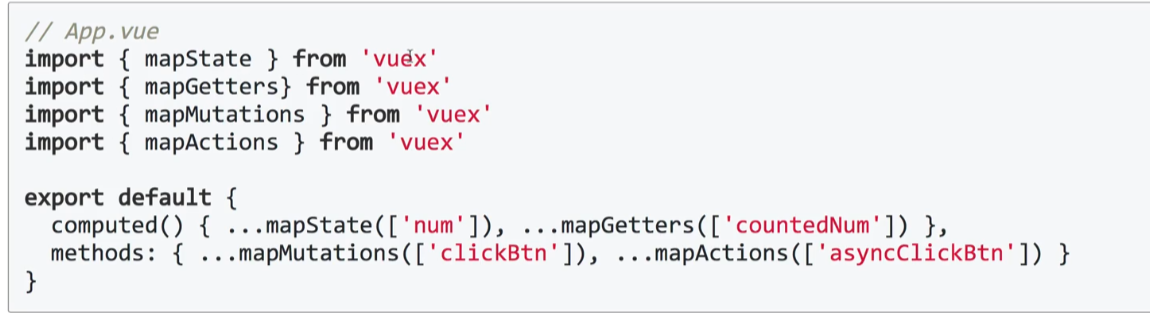 // App.vue
import { mapState } from 'vuex'
import { mapGetters} from 'vuex'
import { mapMutations } from 'vuex'
import { mapActions } from 'vuex'
export default {
  computed() { ...mapState(['num']), ...mapGetters(['countedNum']) },
  methods: { ...mapMutations(['clickBtn']), ...mapActions(['asyncClickBtn']) }
}